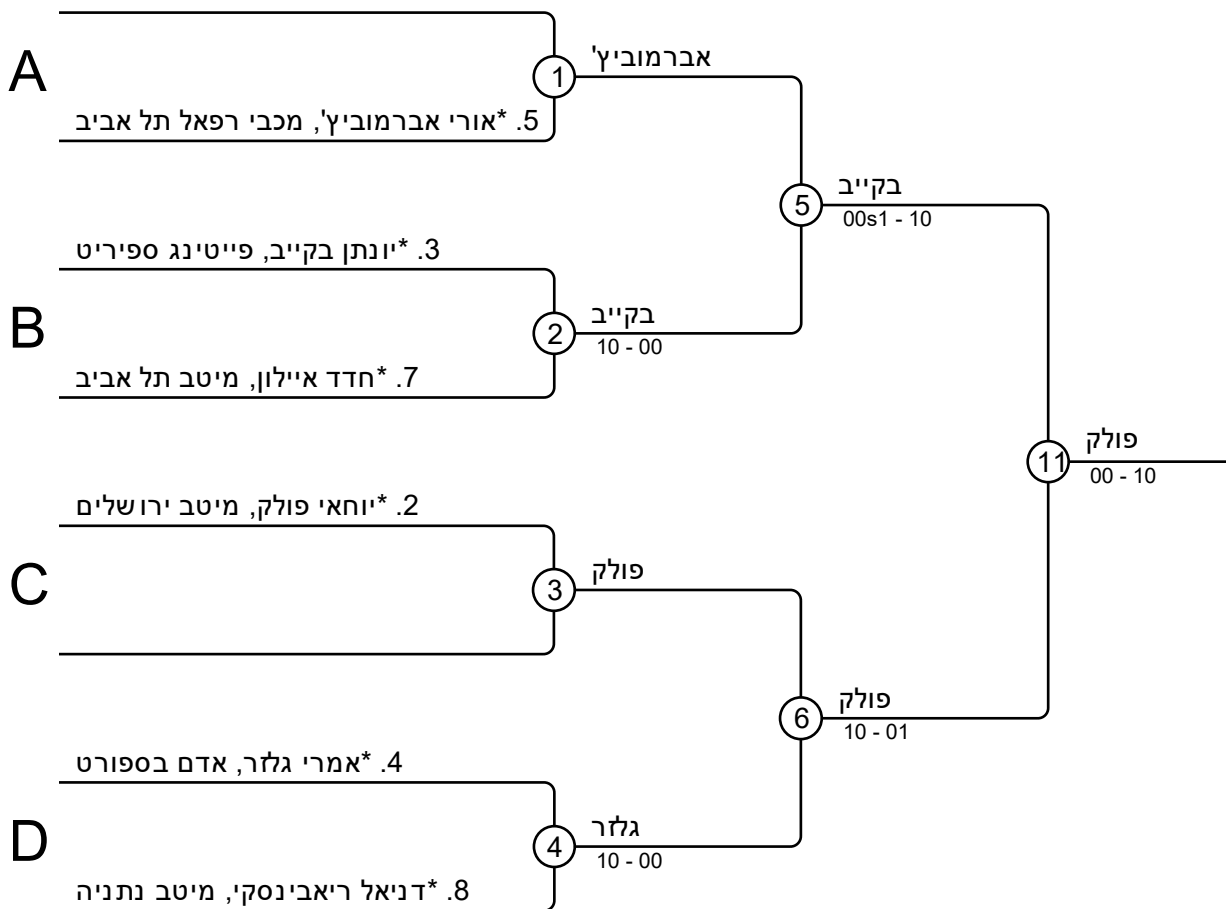 A
1
אברמוביץ'
5. *אורי אברמוביץ', מכבי רפאל תל אביב
5
בקייב
00s1 - 10
3. *יונתן בקייב, פייטינג ספיריט
B
2
בקייב
10 - 00
7. *חדד איילון, מיטב תל אביב
11
פולק
00 - 10
2. *יוחאי פולק, מיטב ירושלים
C
3
פולק
6
פולק
10 - 01
4. *אמרי גלזר, אדם בספורט
D
4
גלזר
10 - 00
8. *דניאל ריאבינסקי, מיטב נתניה